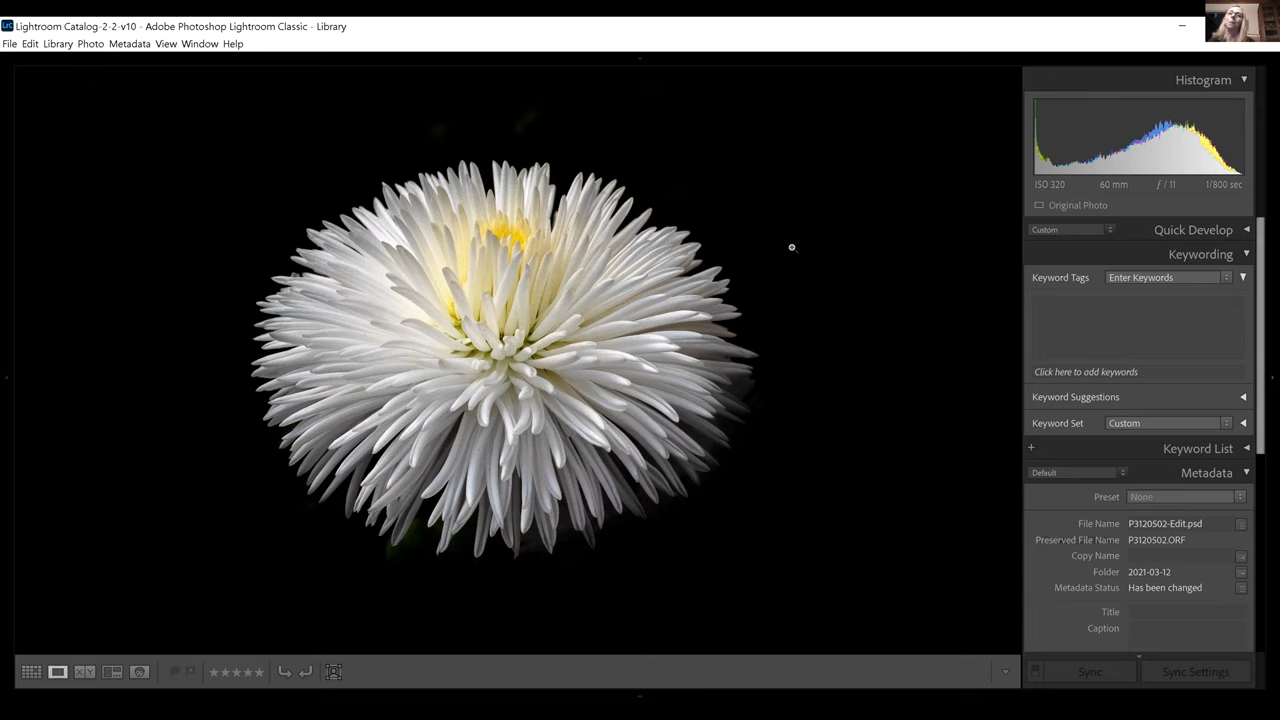 LrC Lightroom Catalog-2-2-v10 - Adobe Photoshop Lightroom Classic - Library
File Edit Library Photo Metadata View Window Help
Histogram
ISO 320 60 mm ƒ / 11 1/800 sec
Original Photo
Custom Quick Develop
Keywording
Keyword Tags Enter Keywords
Click here to add keywords
Keyword Suggestions
Keyword Set Custom
+ Keyword List
Default Metadata
Preset None
File Name P3120502-Edit.psd
Preserved File Name P3120502.ORF
Copy Name
Folder 2021-03-12
Metadata Status Has been changed
Title
Caption
XY Sync Sync Settings